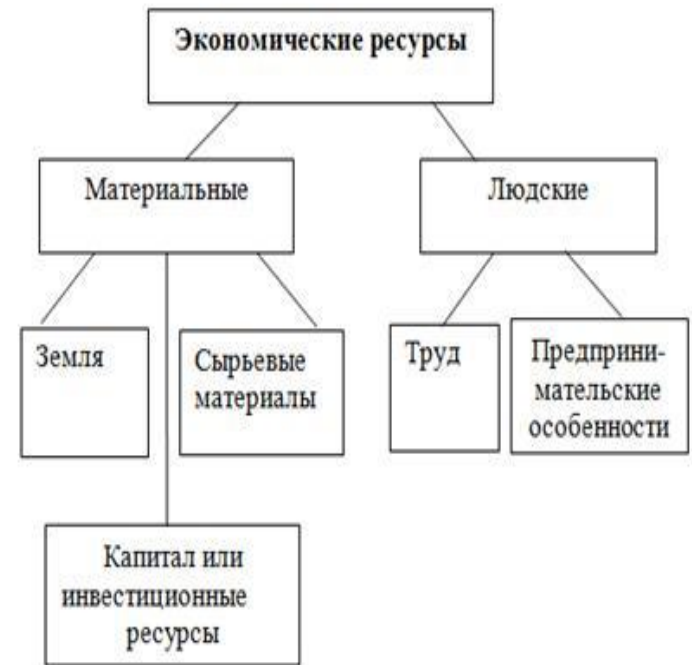 Экономические ресурсы
Материальные
Людские
Земля
Сырьевые
материалы
Труд
Предприни-
мательские
особенности
Капитал или
инвестиционные
ресурсы